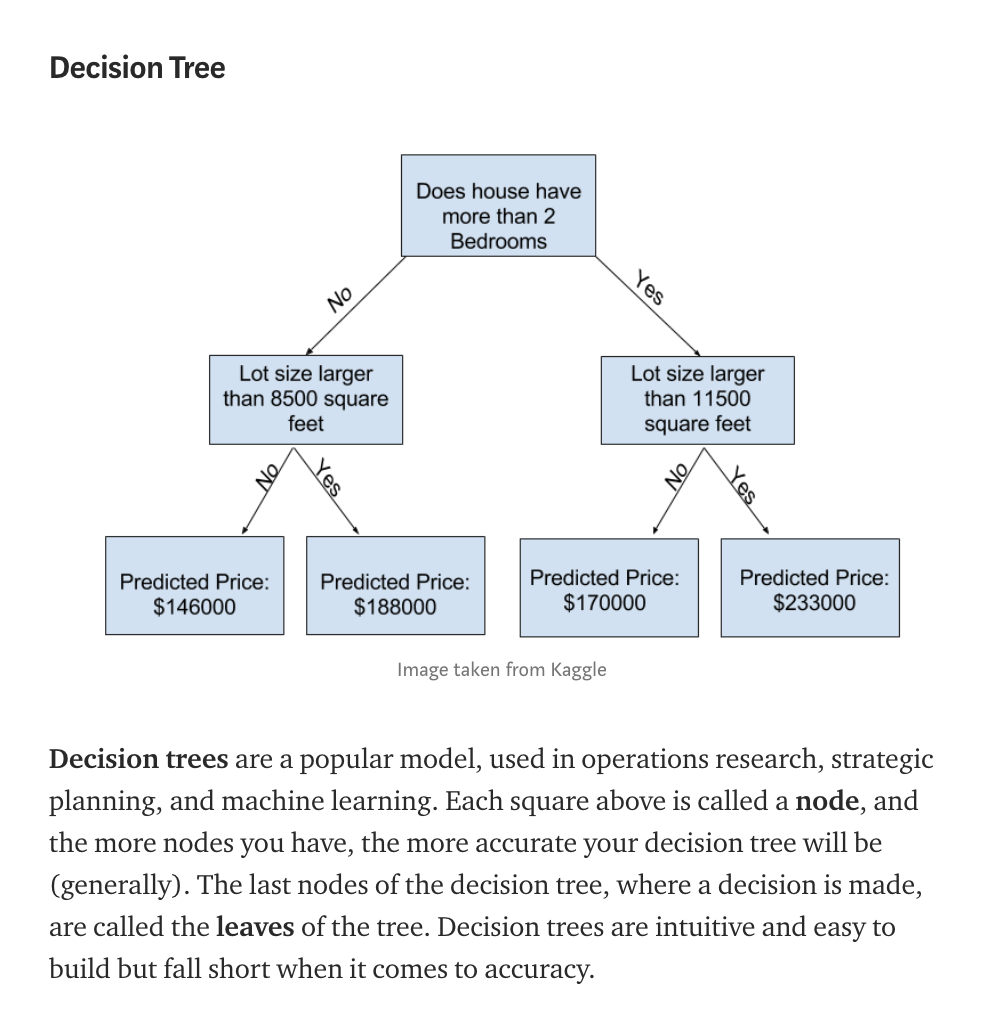 Decision Tree
Does house have
more than 2
Bedrooms
No
Yes
Lot size larger
than 8500 square
feet
Lot size larger
than 11500
square feet
No
Yes
No
Yes
Predicted Price:
$146000
Predicted Price:
$188000
Predicted Price:
$170000
Predicted Price:
$233000
Image taken from Kaggle
Decision trees are a popular model, used in operations research, strategic
planning, and machine learning. Each square above is called a node, and
the more nodes you have, the more accurate your decision tree will be
(generally). The last nodes of the decision tree, where a decision is made,
are called the leaves of the tree. Decision trees are intuitive and easy to
build but fall short when it comes to accuracy.